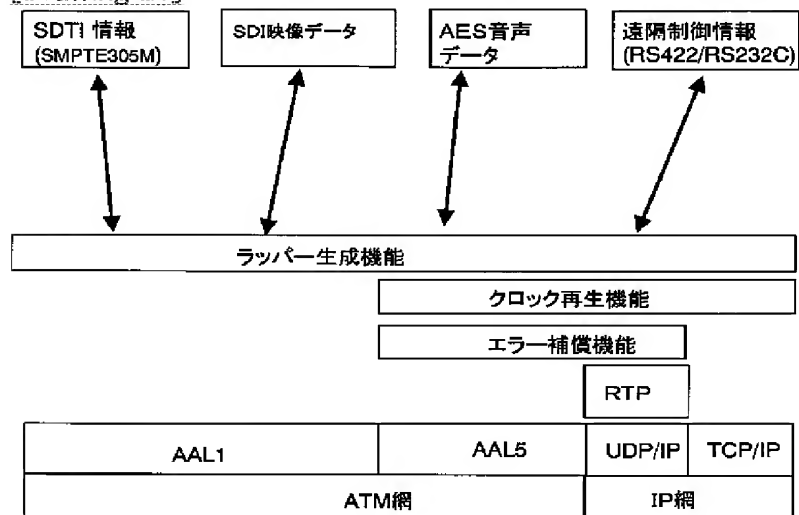 SDTI 情報
(SMPTE305M)
SDI映像データ
AES音声
データ
遠隔制御情報
(RS422/RS232C)
ラッパー生成機能
クロック再生機能
エラー補償機能
RTP
AAL1
AAL5
UDP/IP
TCP/IP
ATM網
IP網